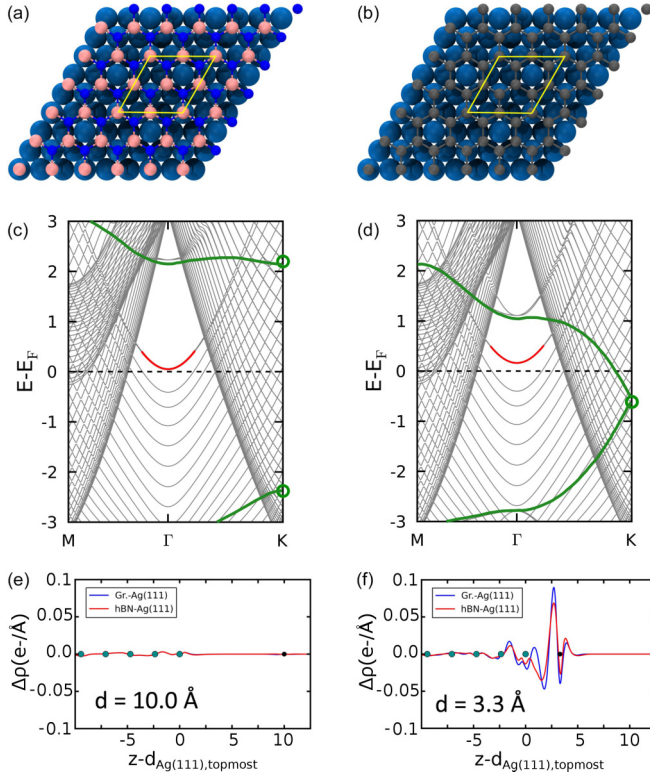 (a)
(b)
(c)
3
2
1
0
-1
-2
-3
E-E_F
M
Γ
K
(d)
3
2
1
0
-1
-2
-3
E-E_F
M
Γ
K
(e)
0.1
0.05
0.0
-0.05
-0.1
Δρ(e-/Å)
Gr.-Ag(111)
hBN-Ag(111)
d = 10.0 Å
-5
0
5
10
z-d_Ag(111),topmost
(f)
0.1
0.05
0.0
-0.05
-0.1
Δρ(e-/Å)
Gr.-Ag(111)
hBN-Ag(111)
d = 3.3 Å
-5
0
5
10
z-d_Ag(111),topmost